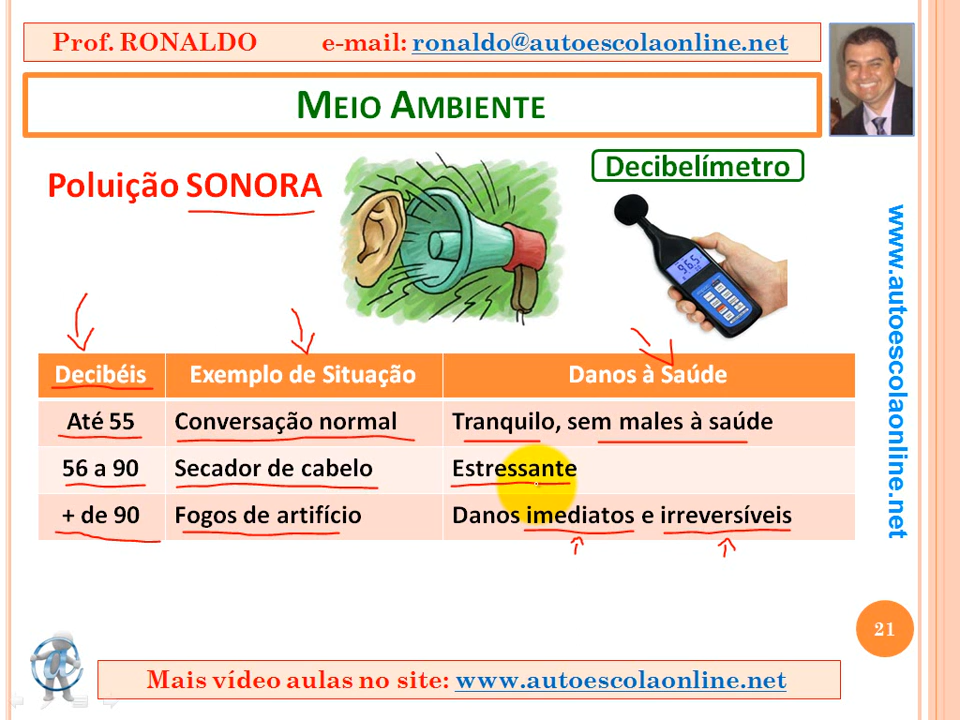 Prof. RONALDO e-mail: ronaldo@autoescolaonline.net
MEIO AMBIENTE
Poluição SONORA
Decibelímetro
96.5
www.autoescolaonline.net
Decibéis Exemplo de Situação Danos à Saúde
Até 55 Conversação normal Tranquilo, sem males à saúde
56 a 90 Secador de cabelo Estressante
+ de 90 Fogos de artifício Danos imediatos e irreversíveis
21
Mais vídeo aulas no site: www.autoescolaonline.net